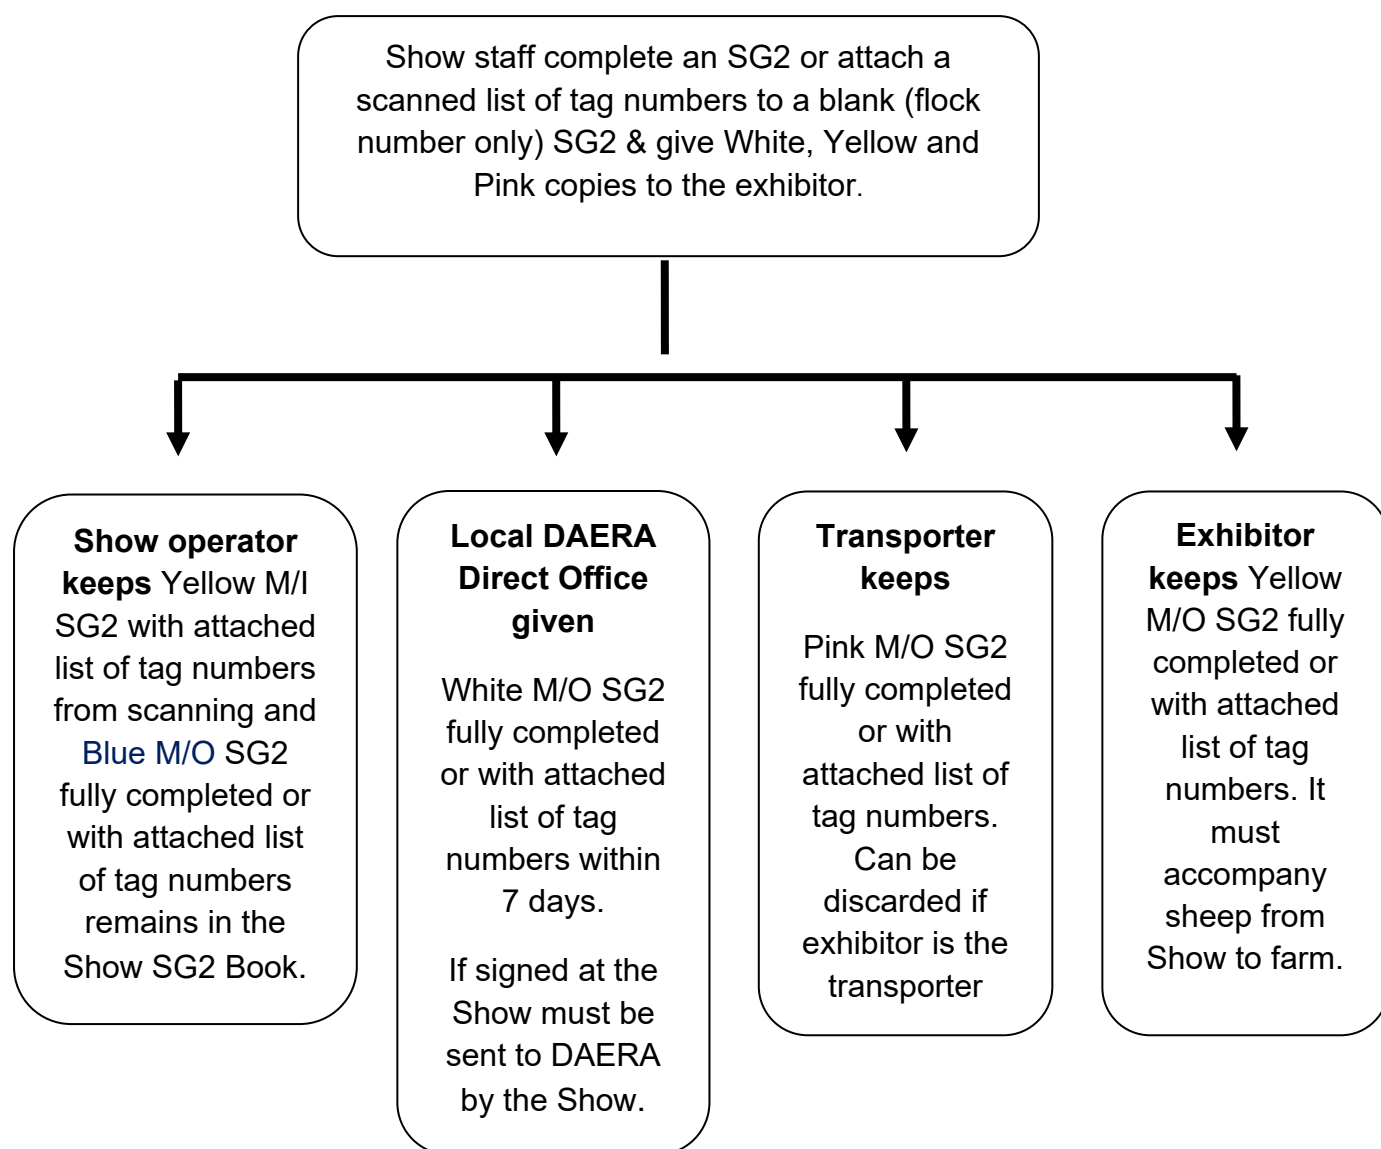 Show staff complete an SG2 or attach a
scanned list of tag numbers to a blank (flock
number only) SG2 & give White, Yellow and
Pink copies to the exhibitor.
Show operator
keeps Yellow M/I
SG2 with attached
list of tag numbers
from scanning and
Blue M/O SG2
fully completed or
with attached list
of tag numbers
remains in the
Show SG2 Book.
Local DAERA
Direct Office
given
White M/O SG2
fully completed
or with attached
list of tag
numbers within
7 days.
If signed at the
Show must be
sent to DAERA
by the Show.
Transporter
keeps
Pink M/O SG2
fully completed
or with
attached list of
tag numbers.
Can be
discarded if
exhibitor is the
transporter
Exhibitor
keeps Yellow
M/O SG2 fully
completed or
with attached
list of tag
numbers. It
must
accompany
sheep from
Show to farm.